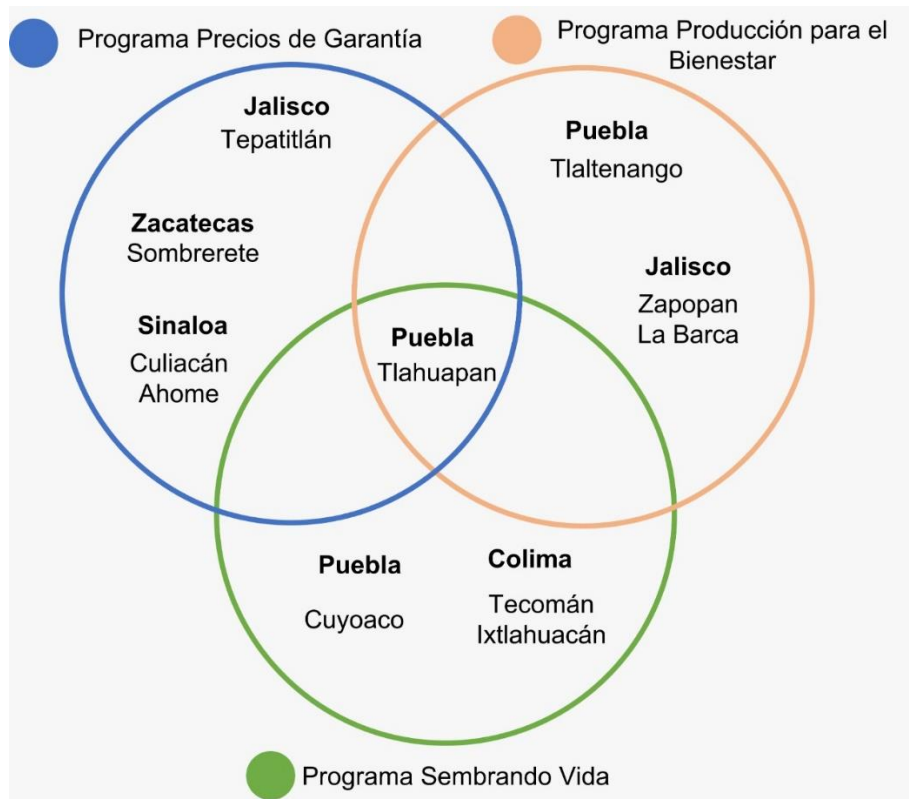 Programa Precios de Garantía
Programa Producción para el
Bienestar
Jalisco
Tepatitlán
Zacatecas
Sombrerete
Sinaloa
Culiacán
Ahome
Puebla
Tlaltenango
Jalisco
Zapopan
La Barca
Puebla
Tlahuapan
Puebla
Cuyoaco
Colima
Tecomán
Ixtlahuacán
Programa Sembrando Vida